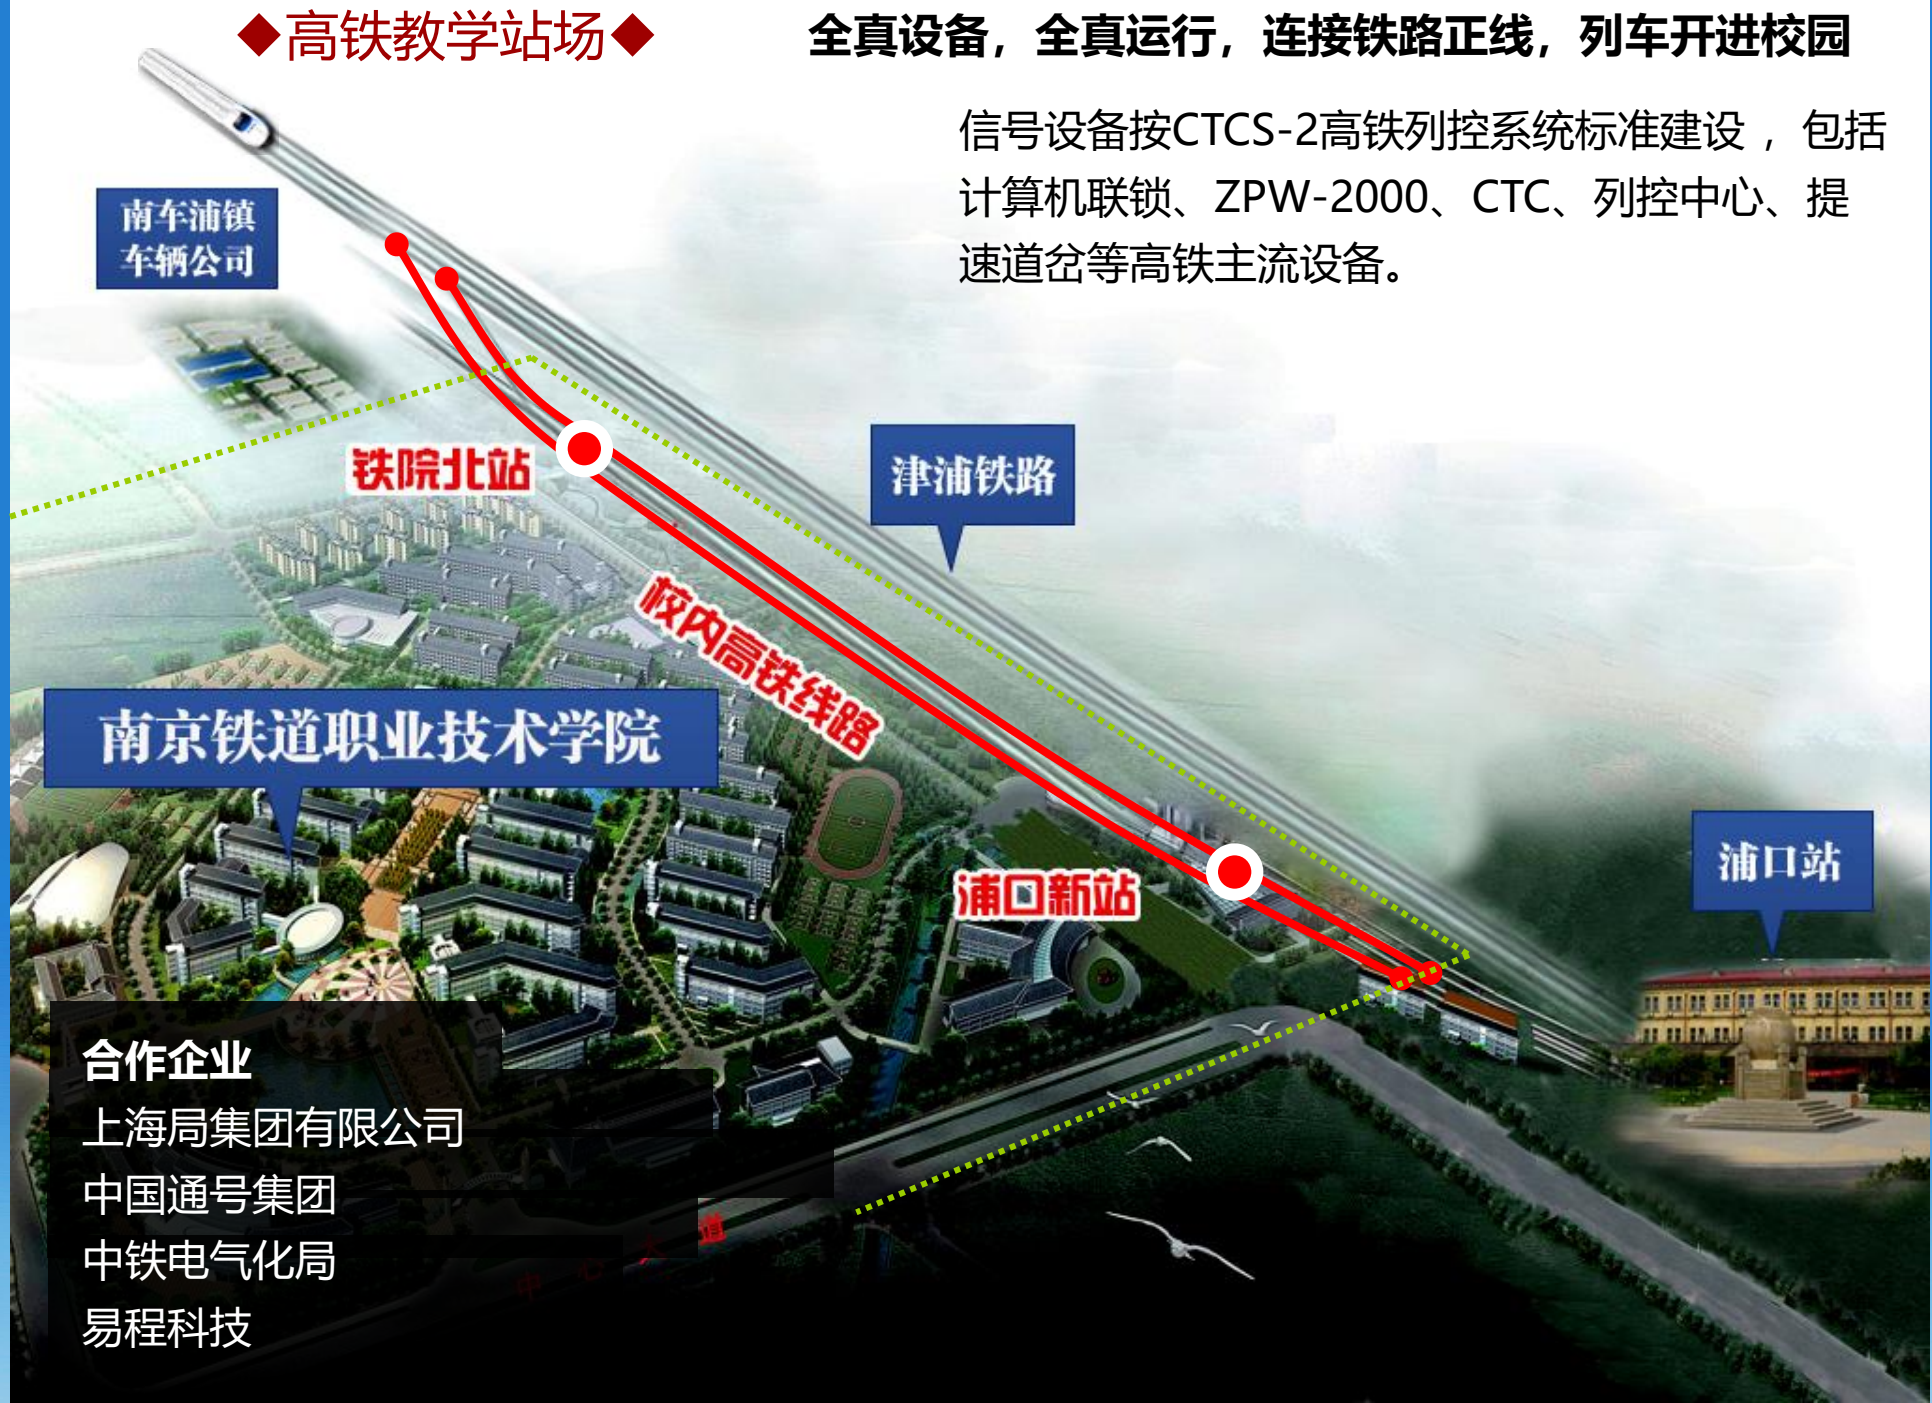 ◆高铁教学站场◆
全真设备，全真运行，连接铁路正线，列车开进校园
信号设备按CTCS-2高铁列控系统标准建设，包括
计算机联锁、ZPW-2000、CTC、列控中心、提
速道岔等高铁主流设备。
南车浦镇
车辆公司
铁院北站
津浦铁路
校内高铁线路
南京铁道职业技术学院
浦口新站
浦口站
合作企业
上海局集团有限公司
中国通号集团
中铁电气化局
易程科技
中心大道